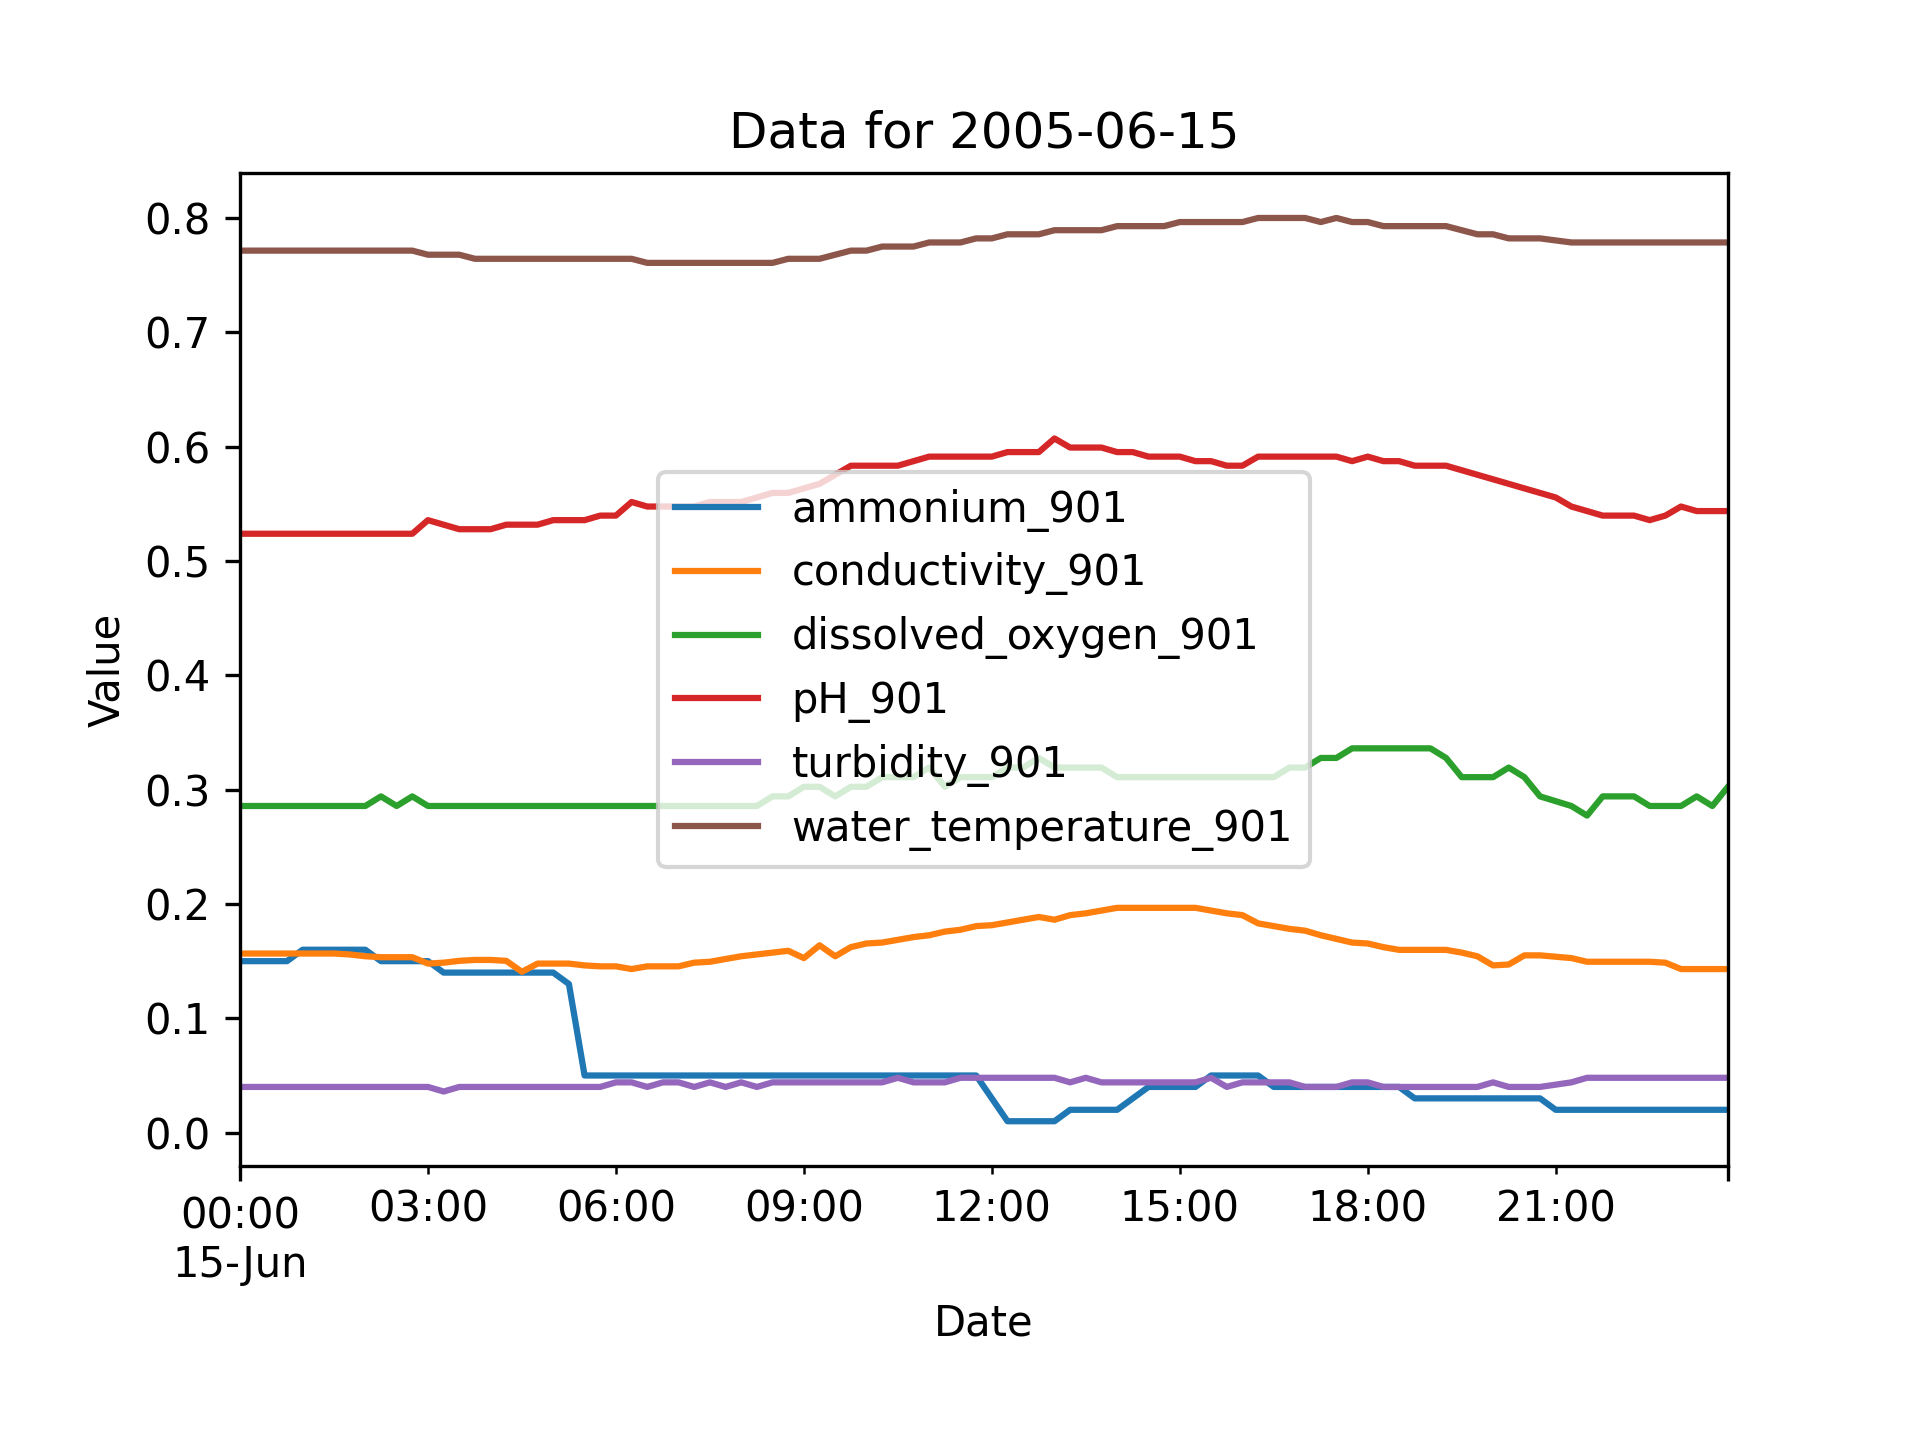 Data for 2005-06-15
Value
0.8
0.7
0.6
0.5
0.4
0.3
0.2
0.1
0.0
ammonium_901
conductivity_901
dissolved_oxygen_901
pH_901
turbidity_901
water_temperature_901
00:00 03:00 06:00 09:00 12:00 15:00 18:00 21:00
15-Jun
Date